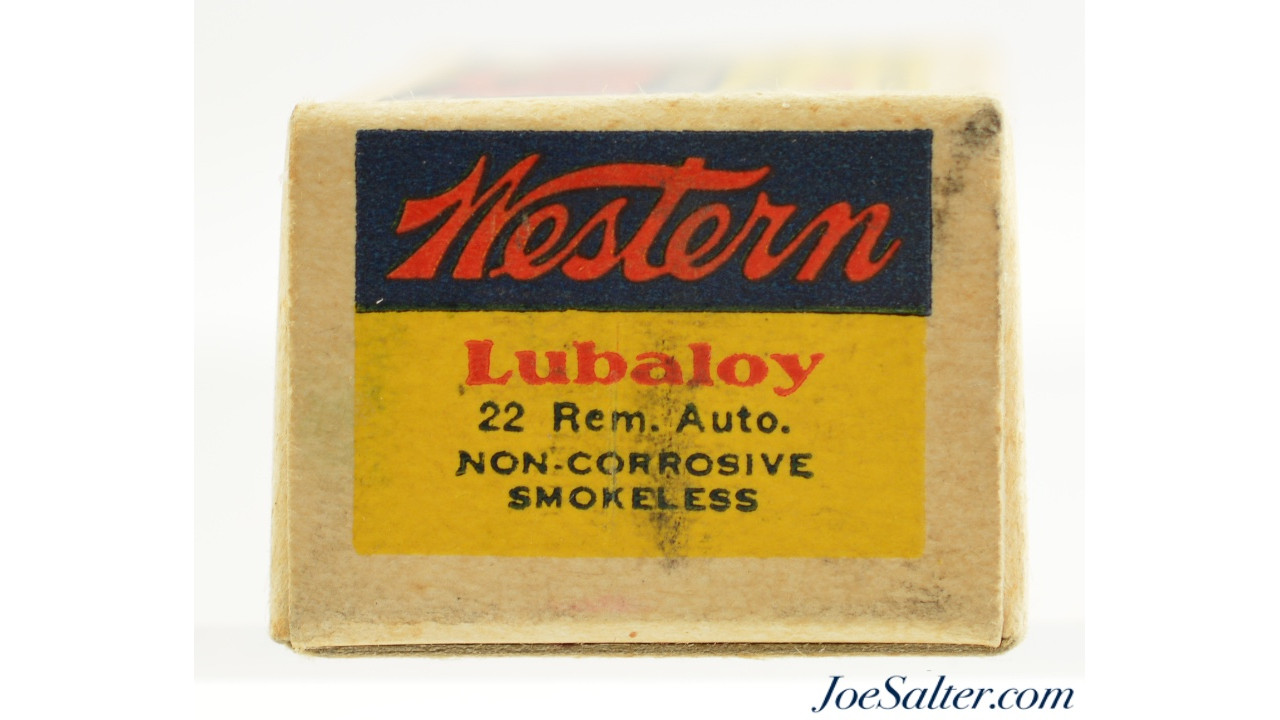 Western
Lubaloy
22 Rem. Auto.
NON-CORROSIVE
SMOKELESS
JoeSalter.com